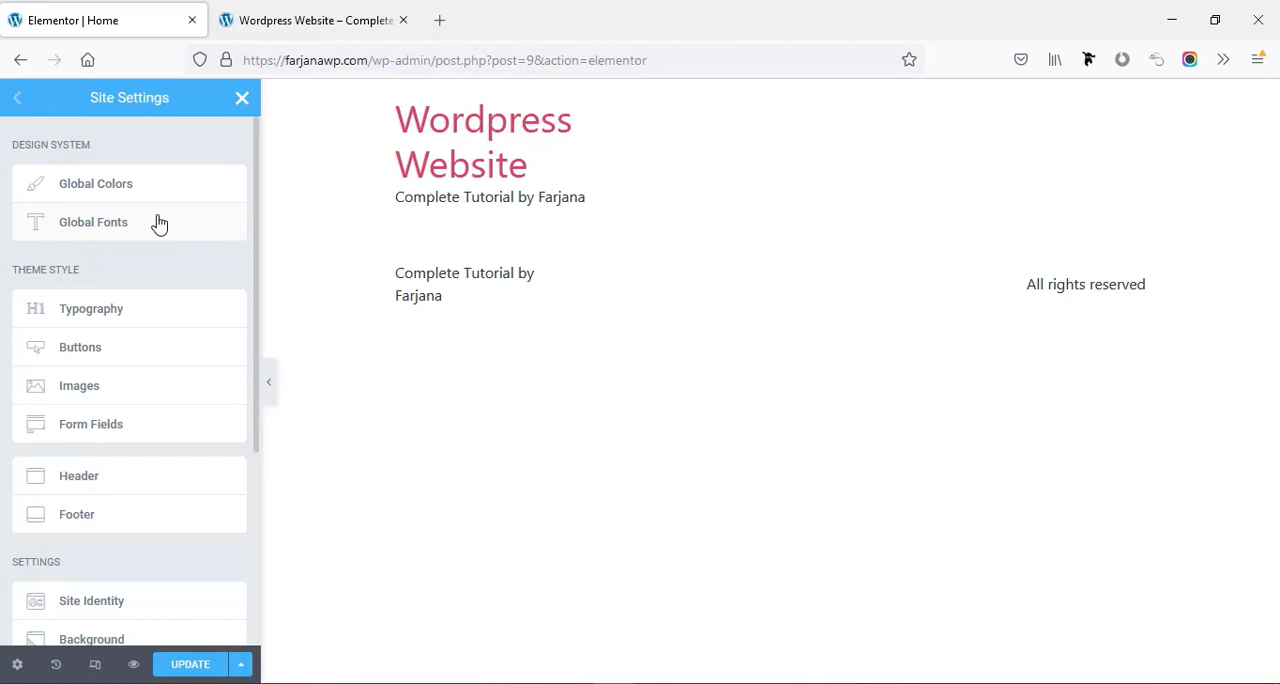 Elementor | Home
Wordpress Website – Complete
https://farjanawp.com/wp-admin/post.php?post=9&action=elementor
Site Settings
DESIGN SYSTEM
Global Colors
Global Fonts
THEME STYLE
H1 Typography
Buttons
Images
Form Fields
Header
Footer
SETTINGS
Site Identity
Background
UPDATE
Wordpress
Website
Complete Tutorial by Farjana
Complete Tutorial by
Farjana
All rights reserved